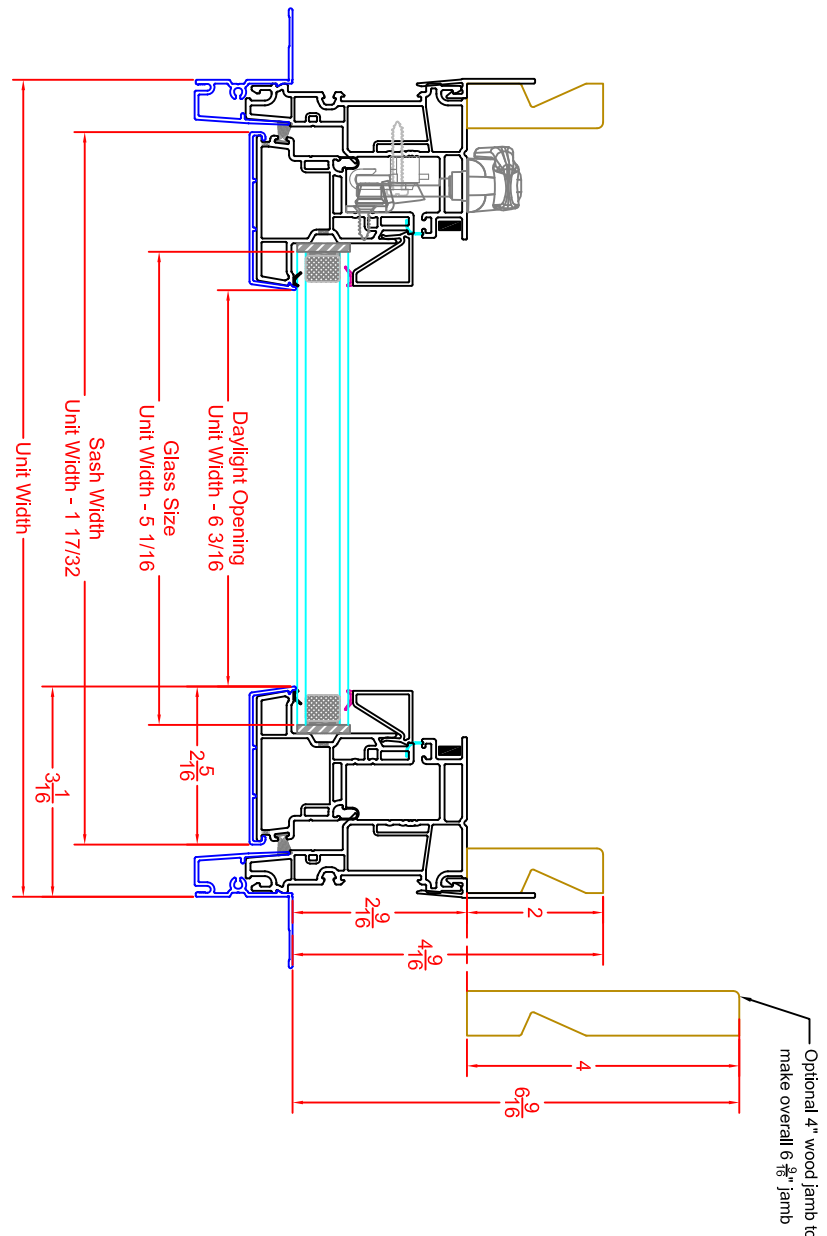 Optional 4" wood jamb to
make overall 6 9/16" jamb
Daylight Opening
Unit Width - 6 3/16
Glass Size
Unit Width - 5 1/16
Sash Width
Unit Width - 1 17/32
Unit Width
2
2 9/16
4 9/16
4
6 9/16
2 5/16
3 1/16